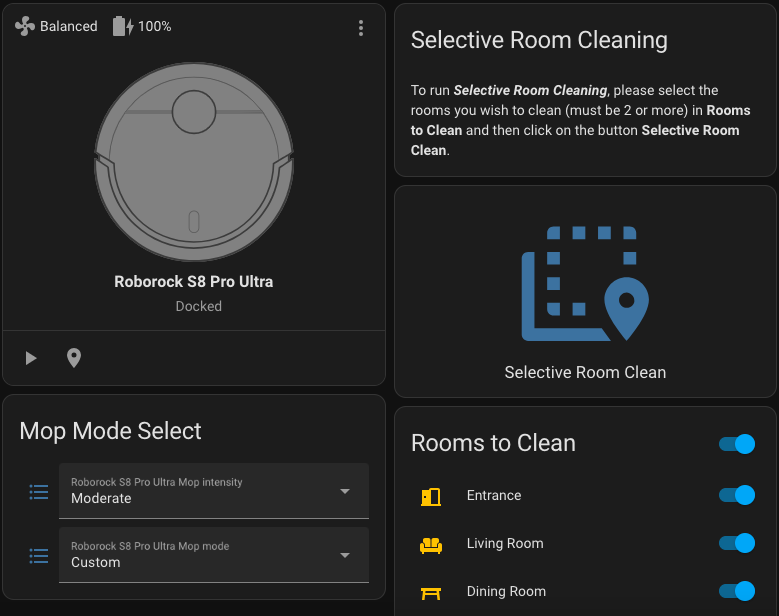 Balanced
100%
Roborock S8 Pro Ultra
Docked
Mop Mode Select
Roborock S8 Pro Ultra Mop intensity
Moderate
Roborock S8 Pro Ultra Mop mode
Custom
Selective Room Cleaning
To run Selective Room Cleaning, please select the
rooms you wish to clean (must be 2 or more) in Rooms
to Clean and then click on the button Selective Room
Clean.
Selective Room Clean
Rooms to Clean
Entrance
Living Room
Dining Room